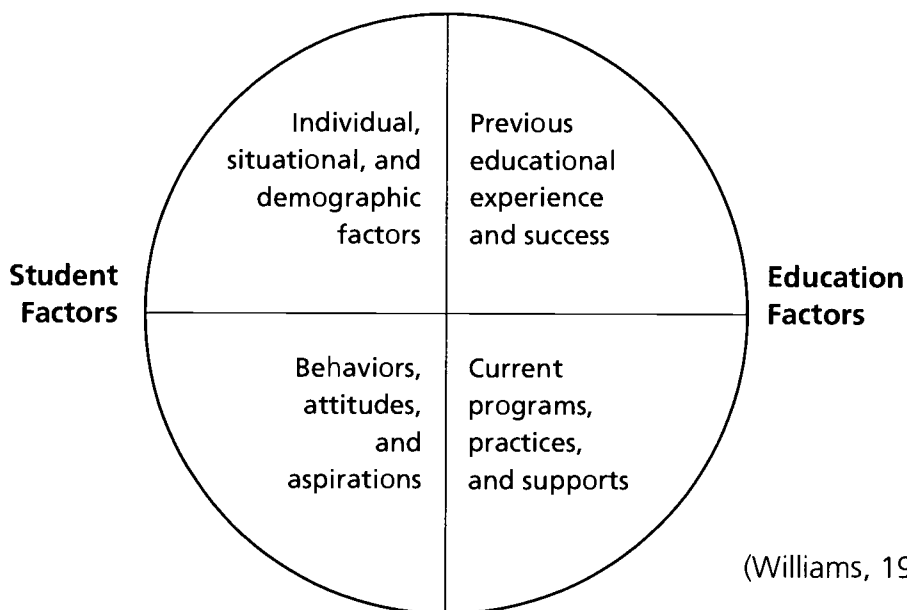 Individual,
situational, and
demographic
factors
Previous
educational
experience
and success
Student
Factors
Education
Factors
Behaviors,
attitudes,
and
aspirations
Current
programs,
practices,
and supports
(Williams,